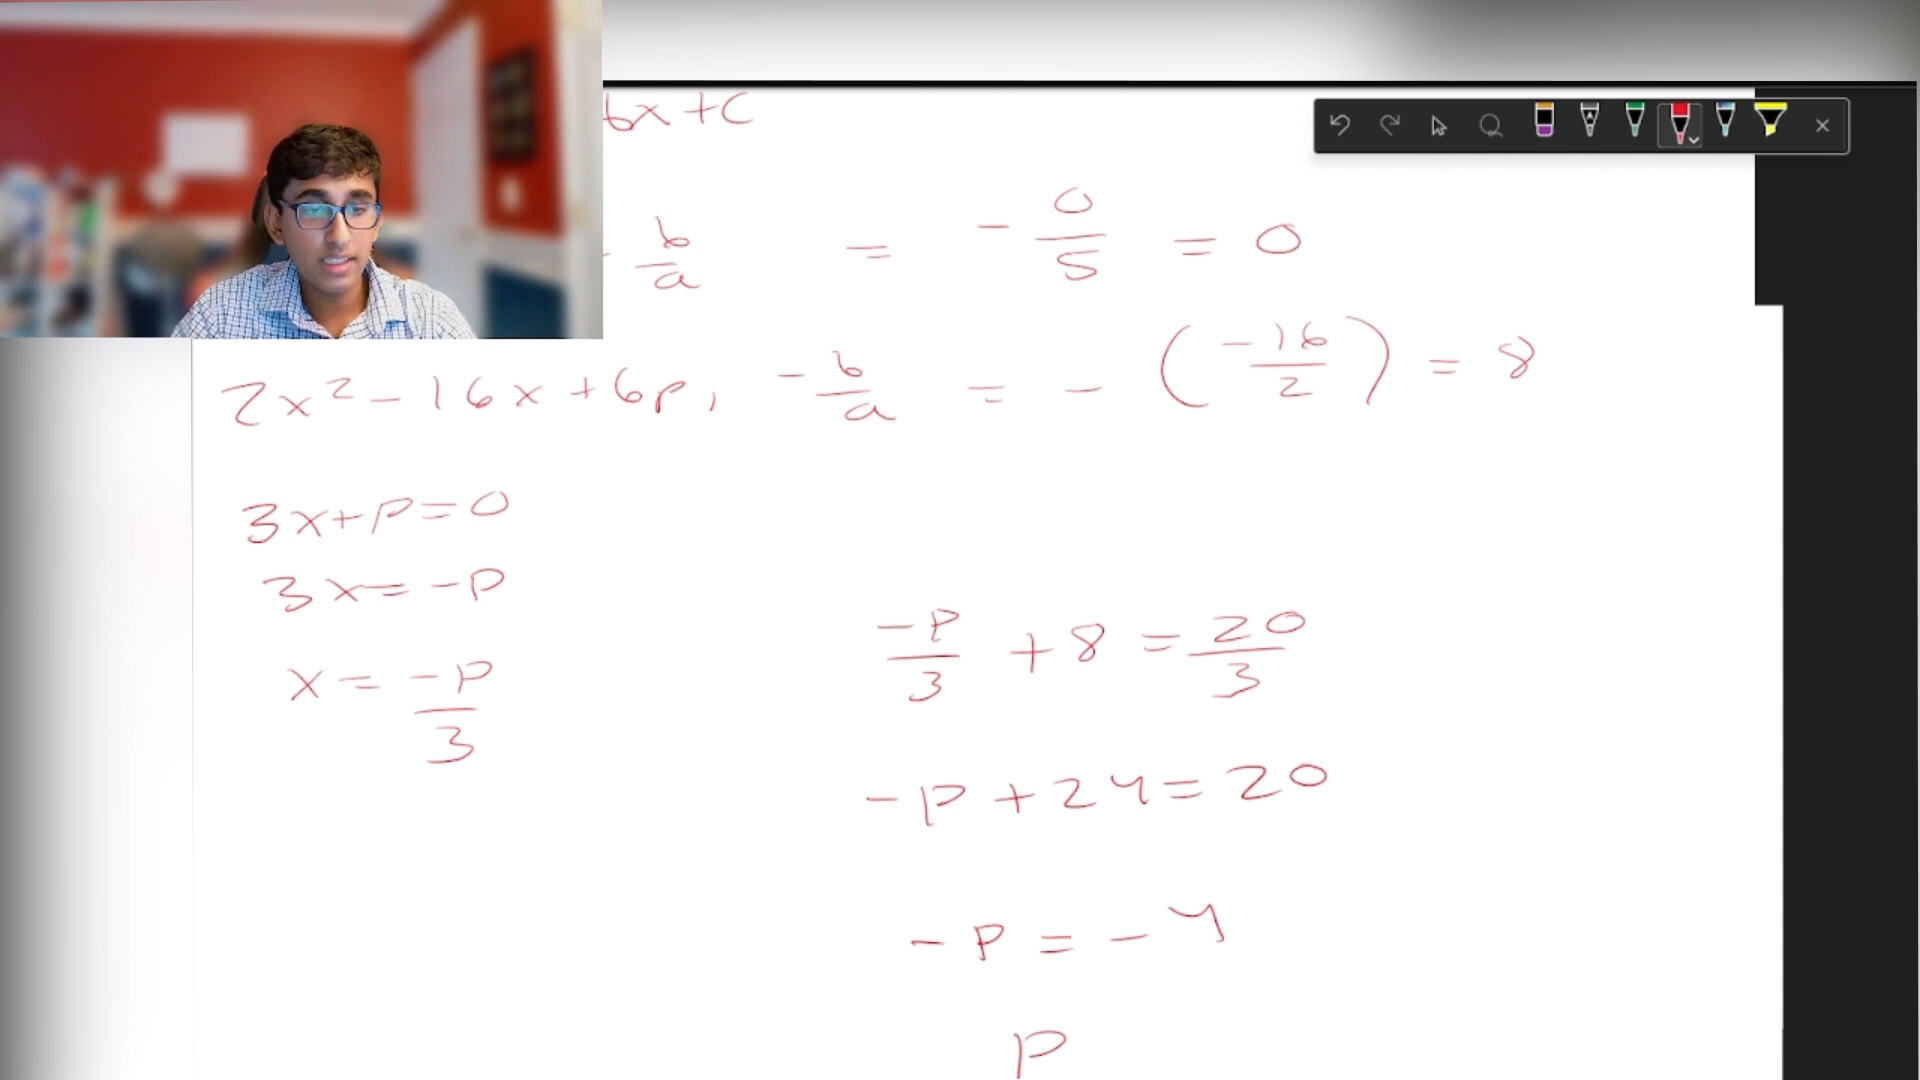 bx+c
- b/a = - 0/5 = 0
2x² - 16x + 6p, - b/a = - (-16/2) = 8
3x+p=0
3x=-p
x = -p/3
-p/3 + 8 = 20/3
-p + 24 = 20
-p = -4
p